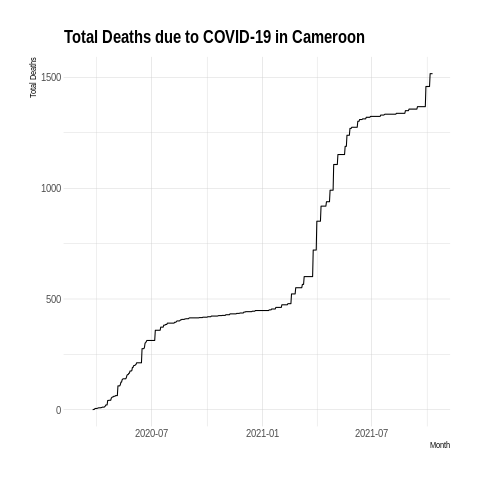 Total Deaths due to COVID-19 in Cameroon
Total Deaths
1500
1000
500
0
2020-07 2021-01 2021-07
Month